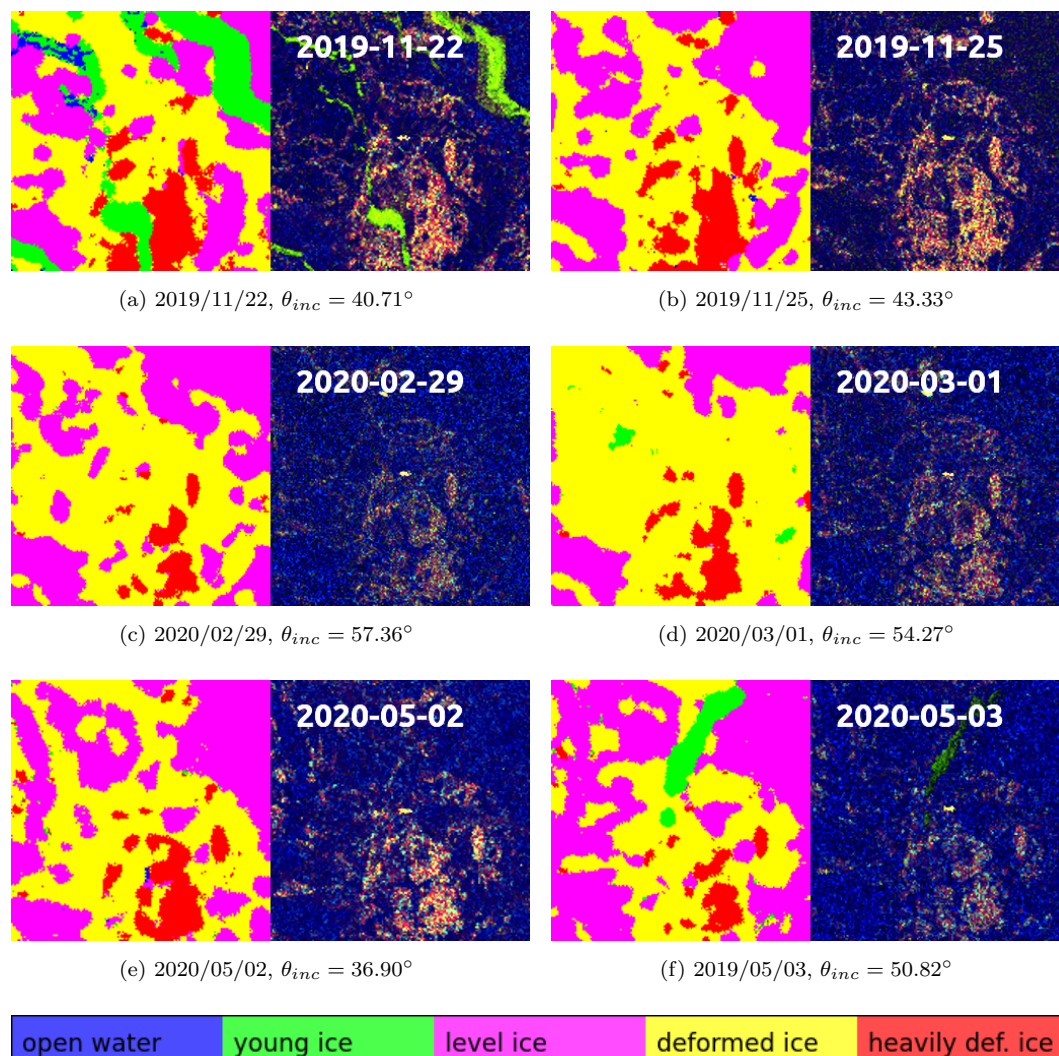 2019-11-22
2019-11-25
(a) 2019/11/22, θinc = 40.71°
(b) 2019/11/25, θinc = 43.33°
2020-02-29
2020-03-01
(c) 2020/02/29, θinc = 57.36°
(d) 2020/03/01, θinc = 54.27°
2020-05-02
2020-05-03
(e) 2020/05/02, θinc = 36.90°
(f) 2019/05/03, θinc = 50.82°
open water young ice level ice deformed ice heavily def. ice